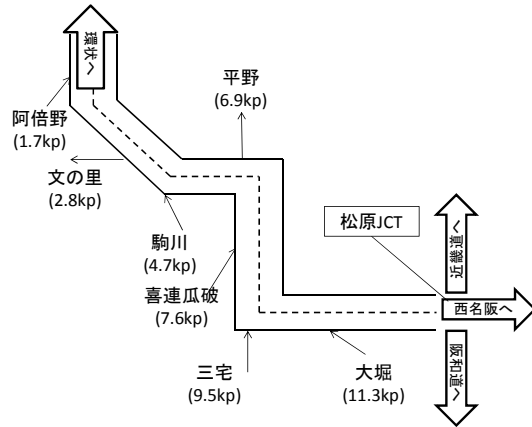 環状へ
平野
(6.9kp)
阿倍野
(1.7kp)
文の里
(2.8kp)
松原JCT
近畿道へ
駒川
(4.7kp)
喜連瓜破
(7.6kp)
西名阪へ
三宅
(9.5kp)
大堀
(11.3kp)
阪和道へ